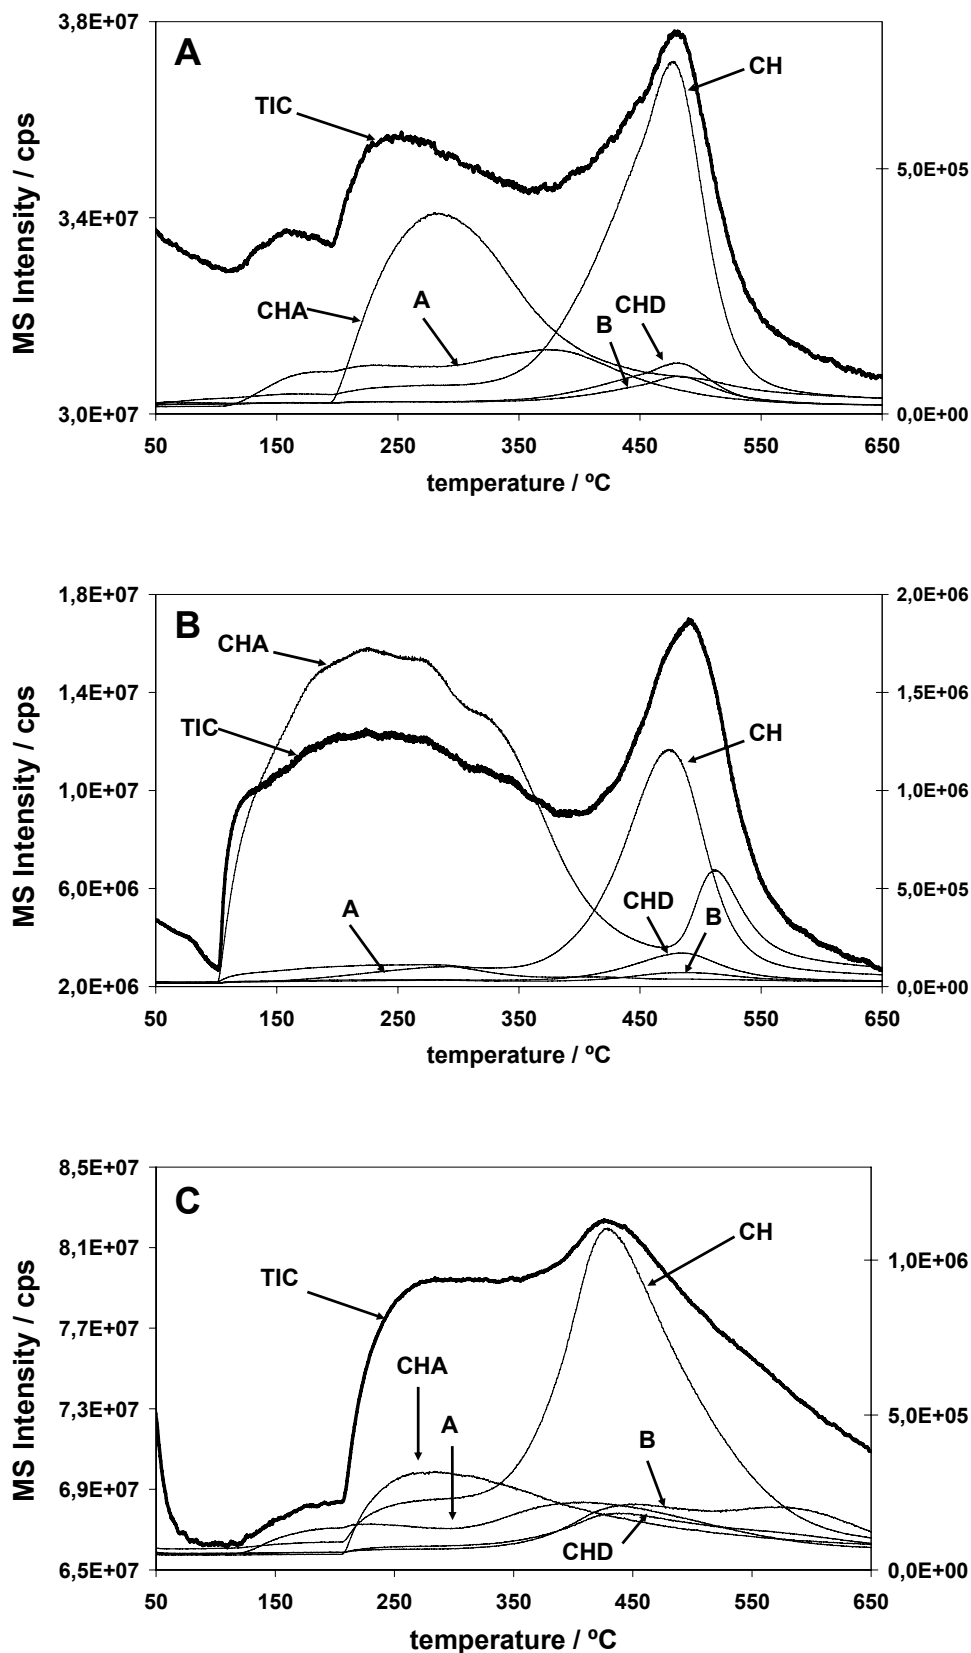 3,8E+07
A
CH
TIC
MS Intensity / cps
5,0E+05
3,4E+07
CHA
A
CHD
B
3,0E+07
0,0E+00
50 150 250 350 450 550 650
temperature / ºC
1,8E+07
2,0E+06
B
CHA
1,4E+07
1,5E+06
TIC
CH
MS Intensity / cps
1,0E+07
1,0E+06
6,0E+06
5,0E+05
A
CHD
B
2,0E+06
0,0E+00
50 150 250 350 450 550 650
temperature / ºC
8,5E+07
C
8,1E+07
CH
1,0E+06
TIC
MS Intensity / cps
7,7E+07
CHA
7,3E+07
5,0E+05
A
B
6,9E+07
CHD
6,5E+07
0,0E+00
50 150 250 350 450 550 650
temperature / ºC